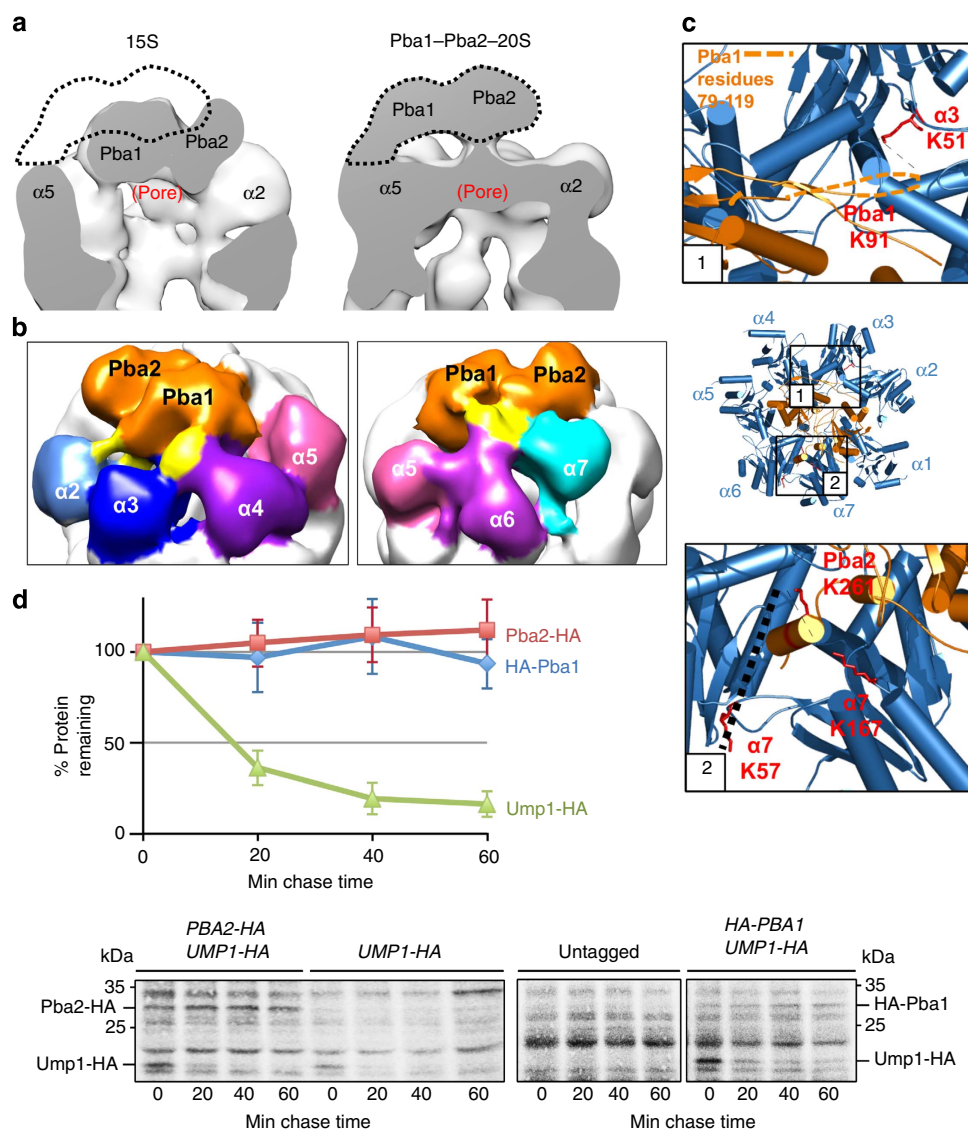 a
15S
Pba1–Pba2–20S
Pba1
Pba2
α5
(Pore)
α2
Pba1
Pba2
α5
(Pore)
α2
b
Pba2
Pba1
α2
α3
α4
α5
Pba1
Pba2
α5
α6
α7
c
Pba1
residues
79-119
α3
K51
Pba1
K91
1
α4
α3
α5
α2
1
α6
α1
2
α7
Pba2
K261
α7
K167
α7
K57
2
d
% Protein
remaining
100
50
0
Pba2-HA
HA-Pba1
Ump1-HA
0 20 40 60
Min chase time
PBA2-HA
UMP1-HA
UMP1-HA
Untagged
HA-PBA1
UMP1-HA
kDa
kDa
35
35
Pba2-HA
HA-Pba1
25
25
Ump1-HA
Ump1-HA
0 20 40 60 0 20 40 60 0 20 40 60 0 20 40 60
Min chase time
Min chase time